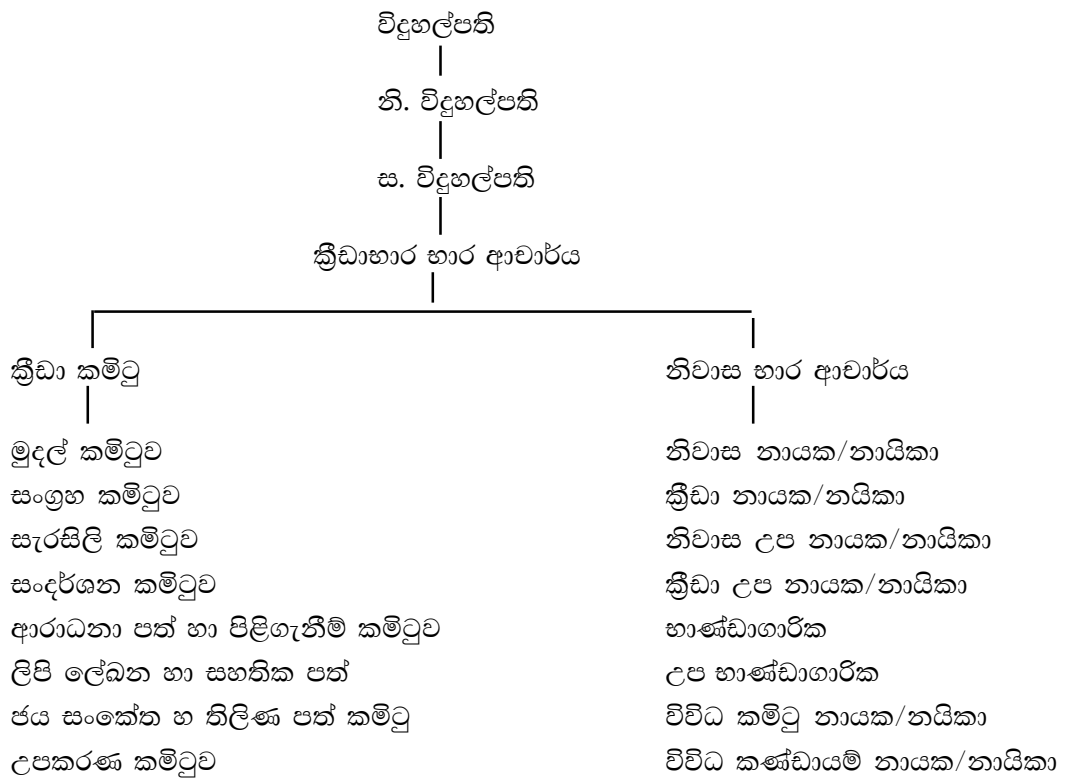 විදුහල්පති
නි. විදුහල්පති
ස. විදුහල්පති
ක්‍රීඩාභාර භාර ආචාර්ය
ක්‍රීඩා කමිටු
නිවාස භාර ආචාර්ය
මුදල් කමිටුව
සංග්‍රහ කමිටුව
සැරසිලි කමිටුව
සංදර්ශන කමිටුව
ආරාධනා පත් හා පිළිගැනීම් කමිටුව
ලිපි ලේඛන හා සහතික පත්
ජය සංකේත හ තිලිණ පත් කමිටු
උපකරණ කමිටුව
නිවාස නායක/නායිකා
ක්‍රීඩා නායක/නයිකා
නිවාස උප නායක/නායිකා
ක්‍රීඩා උප නායක/නායිකා
භාණ්ඩාගාරික
උප භාණ්ඩාගාරික
විවිධ කමිටු නායක/නයිකා
විවිධ කණ්ඩායම් නායක/නායිකා